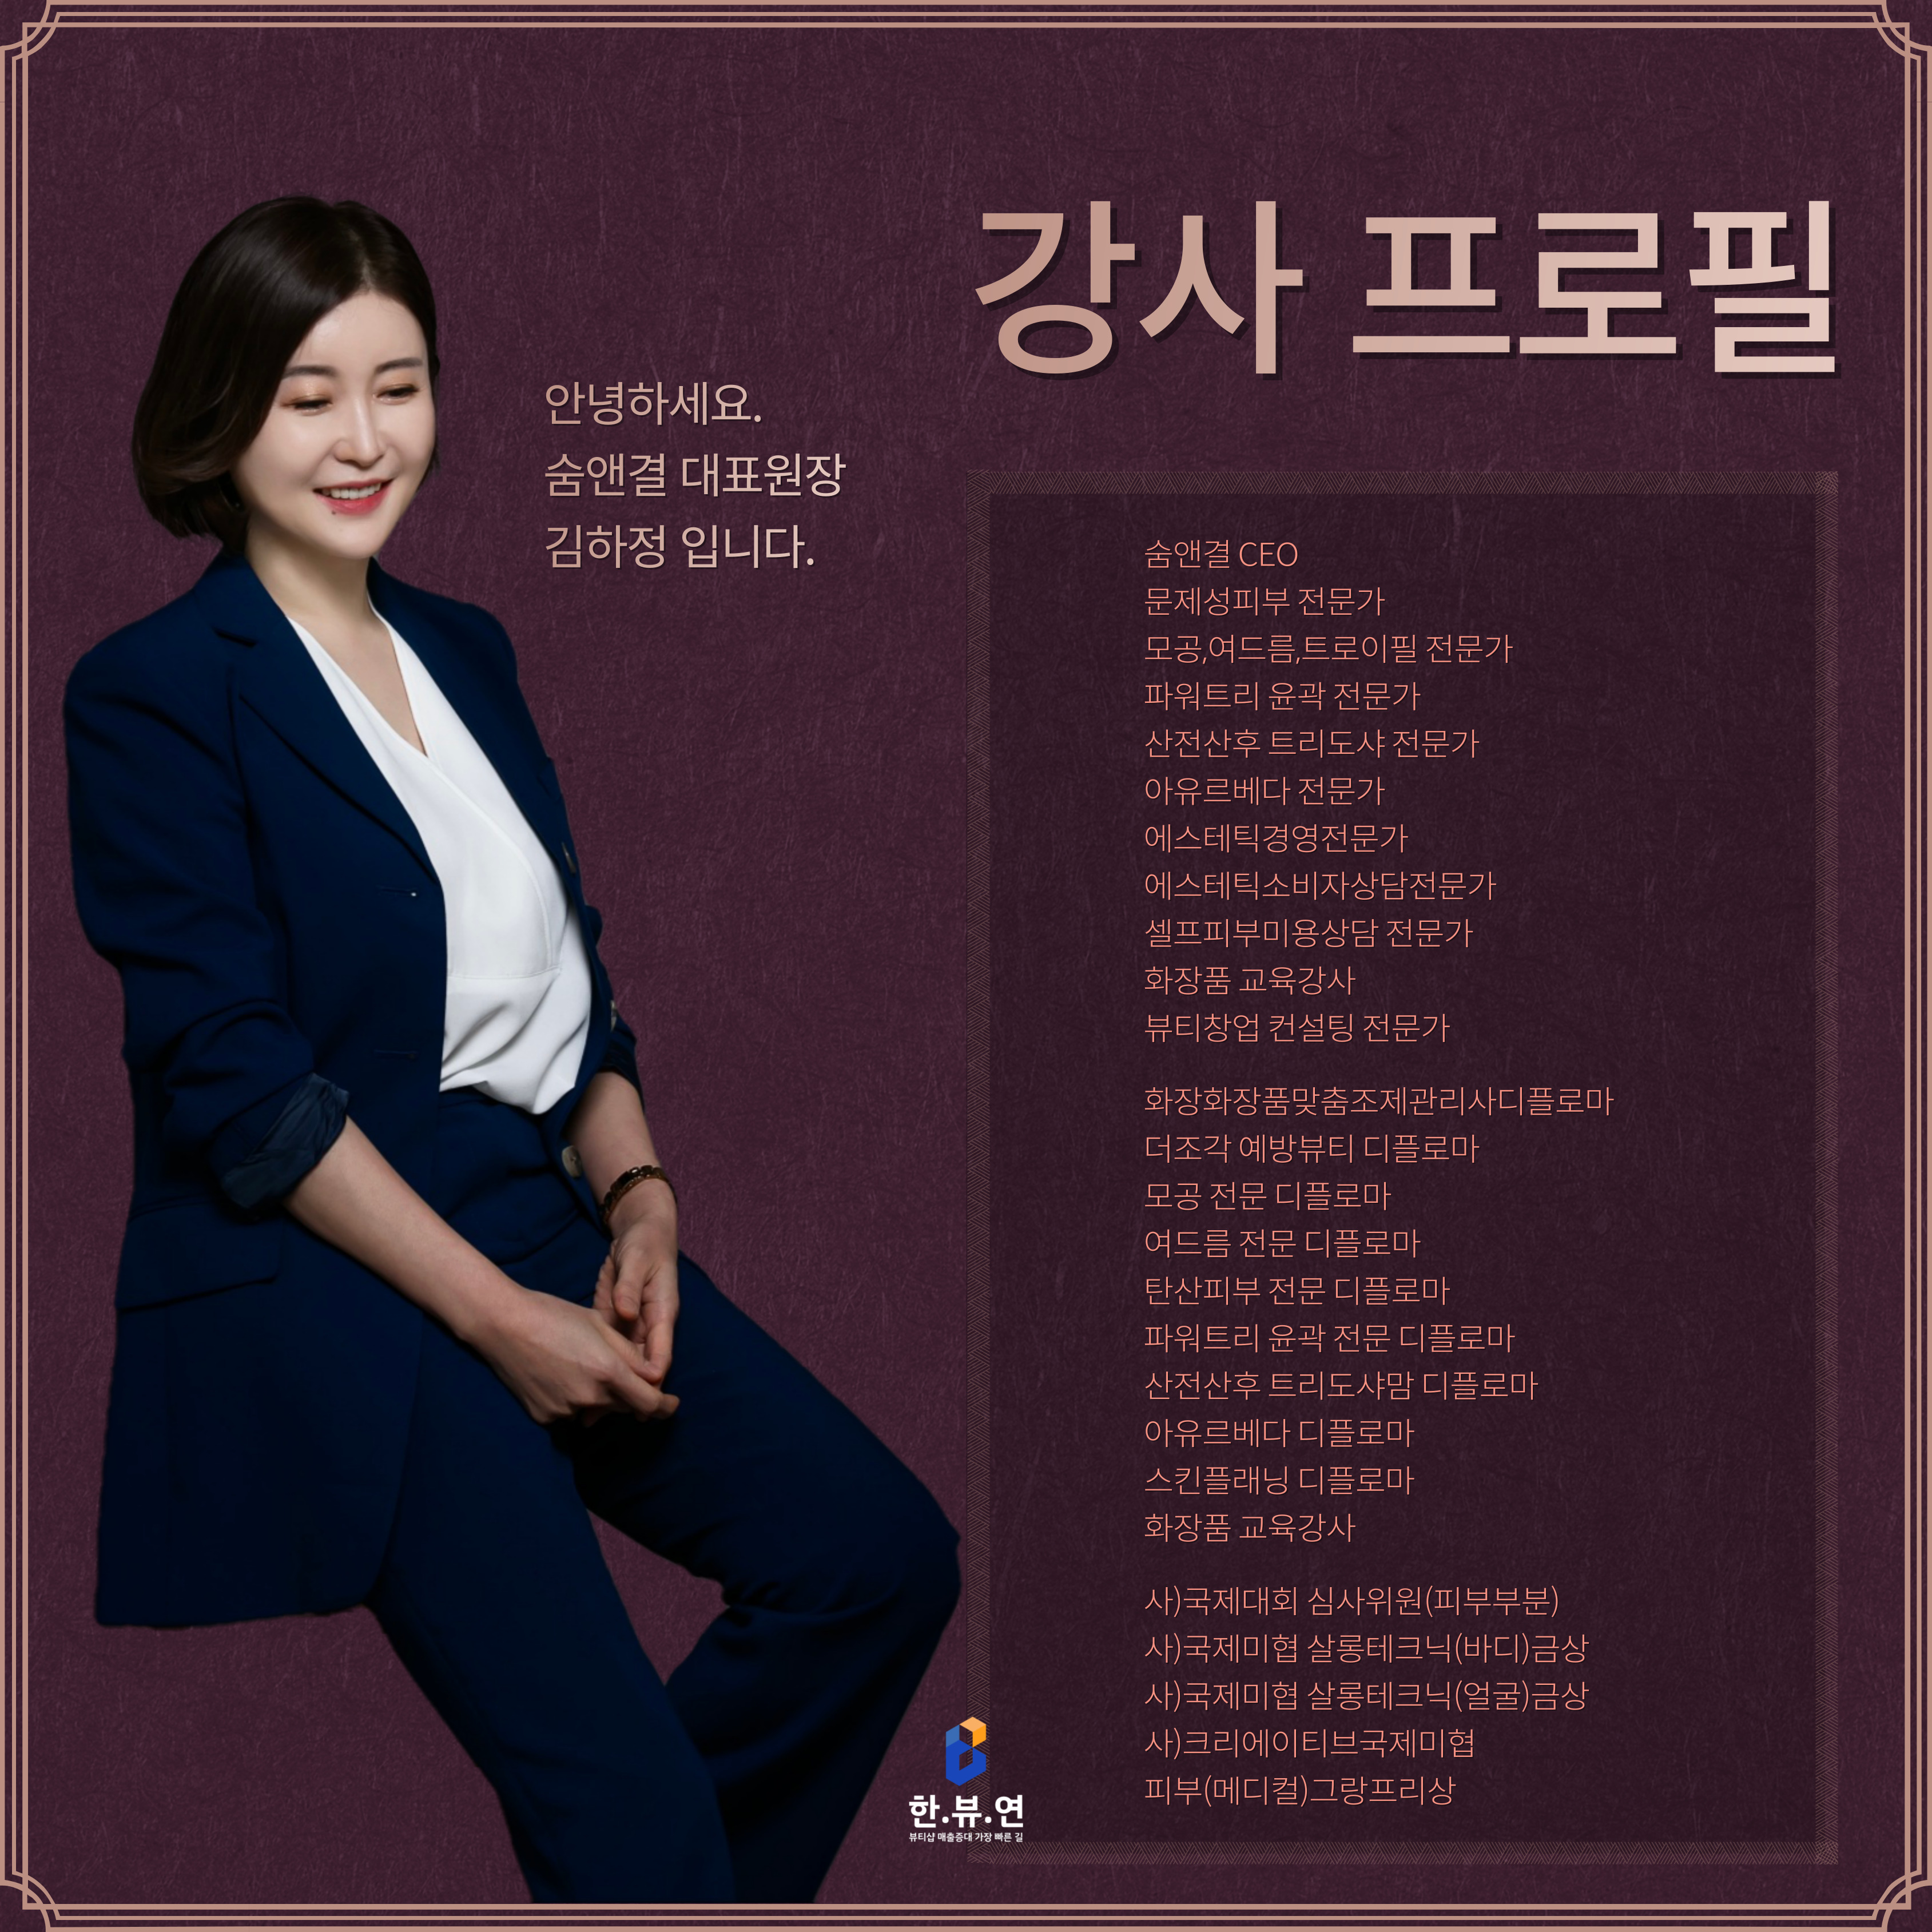 강사 프로필
안녕하세요.
숨앤결 대표원장
김하정 입니다.
숨앤결 CEO
문제성피부 전문가
모공,여드름,트로이필 전문가
파워트리 윤곽 전문가
산전산후 트리도샤 전문가
아유르베다 전문가
에스테틱경영전문가
에스테틱소비자상담전문가
셀프피부미용상담 전문가
화장품 교육강사
뷰티창업 컨설팅 전문가
화장화장품맞춤조제관리사디플로마
더조각 예방뷰티 디플로마
모공 전문 디플로마
여드름 전문 디플로마
탄산피부 전문 디플로마
파워트리 윤곽 전문 디플로마
산전산후 트리도샤맘 디플로마
아유르베다 디플로마
스킨플래닝 디플로마
화장품 교육강사
사)국제대회 심사위원(피부부분)
사)국제미협 살롱테크닉(바디)금상
사)국제미협 살롱테크닉(얼굴)금상
사)크리에이티브국제미협
피부(메디컬)그랑프리상
한.뷰.연
뷰티샵 매출증대 가장 빠른 길